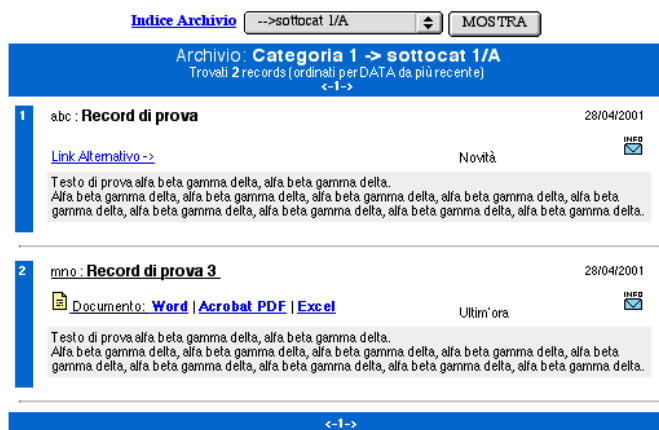 Indice Archivio -->sottocat 1/A MOSTRA
Archivio: Categoria 1 -> sottocat 1/A
Trovati 2 records (ordinati per DATA da più recente)
<-1->
1 abc : Record di prova 28/04/2001
INFO
Link Alternativo -> Novità
Testo di prova alfa beta gamma delta, alfa beta gamma delta.
Alfa beta gamma delta, alfa beta gamma delta, alfa beta gamma delta, alfa beta gamma delta, alfa beta
gamma delta, alfa beta gamma delta, alfa beta gamma delta, alfa beta gamma delta, alfa beta gamma delta.
2 mno : Record di prova 3 28/04/2001
INFO
Documento: Word | Acrobat PDF | Excel Ultim'ora
Testo di prova alfa beta gamma delta, alfa beta gamma delta.
Alfa beta gamma delta, alfa beta gamma delta, alfa beta gamma delta, alfa beta gamma delta, alfa beta
gamma delta, alfa beta gamma delta, alfa beta gamma delta, alfa beta gamma delta, alfa beta gamma delta.
<-1->